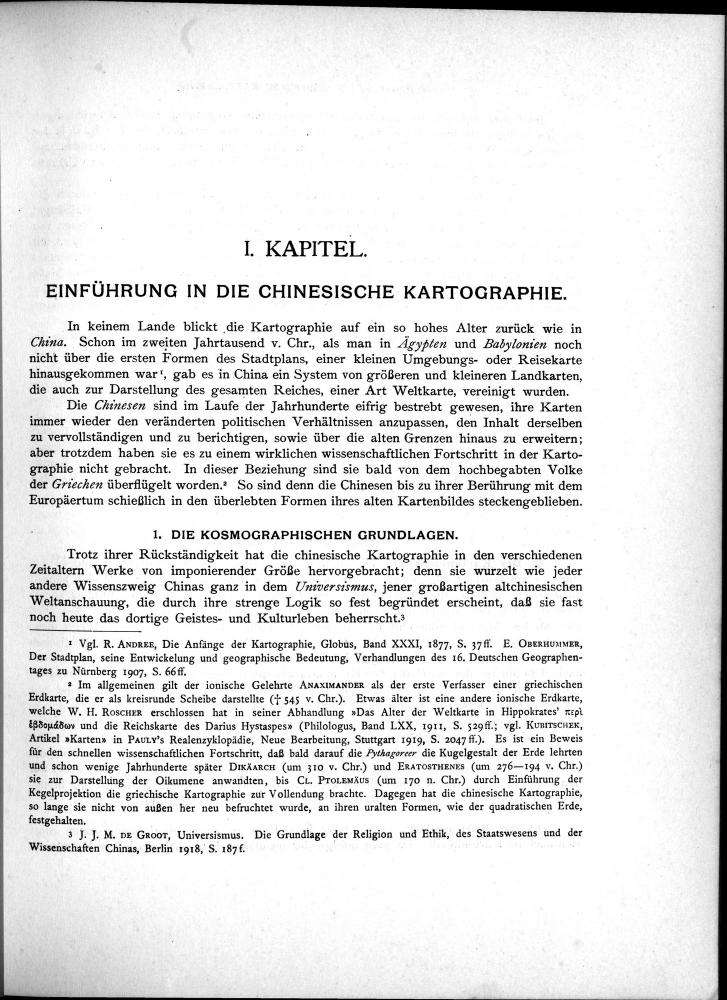 I. KAPITEL.
EINFÜHRUNG IN DIE CHINESISCHE KARTOGRAPHIE.
In keinem Lande blickt die Kartographie auf ein so hohes Alter zurück wie in
China. Schon im zweiten Jahrtausend v. Chr., als man in Ägypten und Babylonien noch
nicht über die ersten Formen des Stadtplans, einer kleinen Umgebungs- oder Reisekarte
hinausgekommen war¹, gab es in China ein System von größeren und kleineren Landkarten,
die auch zur Darstellung des gesamten Reiches, einer Art Weltkarte, vereinigt wurden.
Die Chinesen sind im Laufe der Jahrhunderte eifrig bestrebt gewesen, ihre Karten
immer wieder den veränderten politischen Verhältnissen anzupassen, den Inhalt derselben
zu vervollständigen und zu berichtigen, sowie über die alten Grenzen hinaus zu erweitern;
aber trotzdem haben sie es zu einem wirklichen wissenschaftlichen Fortschritt in der Karto-
graphie nicht gebracht. In dieser Beziehung sind sie bald von dem hochbegabten Volke
der Griechen überflügelt worden.² So sind denn die Chinesen bis zu ihrer Berührung mit dem
Europäertum schießlich in den überlebten Formen ihres alten Kartenbildes steckengeblieben.
1. DIE KOSMOGRAPHISCHEN GRUNDLAGEN.
Trotz ihrer Rückständigkeit hat die chinesische Kartographie in den verschiedenen
Zeitaltern Werke von imponierender Größe hervorgebracht; denn sie wurzelt wie jeder
andere Wissenszweig Chinas ganz in dem Universismus, jener großartigen altchinesischen
Weltanschauung, die durch ihre strenge Logik so fest begründet erscheint, daß sie fast
noch heute das dortige Geistes- und Kulturleben beherrscht.³
¹ Vgl. R. ANDREE, Die Anfänge der Kartographie, Globus, Band XXXI, 1877, S. 37 ff. E. OBERHUMMER,
Der Stadtplan, seine Entwickelung und geographische Bedeutung, Verhandlungen des 16. Deutschen Geographen-
tages zu Nürnberg 1907, S. 66 ff.
² Im allgemeinen gilt der ionische Gelehrte ANAXIMANDER als der erste Verfasser einer griechischen
Erdkarte, die er als kreisrunde Scheibe darstellte († 545 v. Chr.). Etwas älter ist eine andere ionische Erdkarte,
welche W. H. ROSCHER erschlossen hat in seiner Abhandlung »Das Alter der Weltkarte in Hippokrates' περὶ
ἑβδομάδων und die Reichskarte des Darius Hystaspes» (Philologus, Band LXX, 1911, S. 529 ff.; vgl. KUBITSCHEK,
Artikel »Karten» in PAULY's Realenzyklopädie, Neue Bearbeitung, Stuttgart 1919, S. 2047 ff.). Es ist ein Beweis
für den schnellen wissenschaftlichen Fortschritt, daß bald darauf die Pythagoreer die Kugelgestalt der Erde lehrten
und schon wenige Jahrhunderte später DIKÄARCH (um 310 v. Chr.) und ERATOSTHENES (um 276—194 v. Chr.)
sie zur Darstellung der Oikumene anwandten, bis CL. PTOLEMÄUS (um 170 n. Chr.) durch Einführung der
Kegelprojektion die griechische Kartographie zur Vollendung brachte. Dagegen hat die chinesische Kartographie,
so lange sie nicht von außen her neu befruchtet wurde, an ihren uralten Formen, wie der quadratischen Erde,
festgehalten.
³ J. J. M. DE GROOT, Universismus. Die Grundlage der Religion und Ethik, des Staatswesens und der
Wissenschaften Chinas, Berlin 1918, S. 187 f.